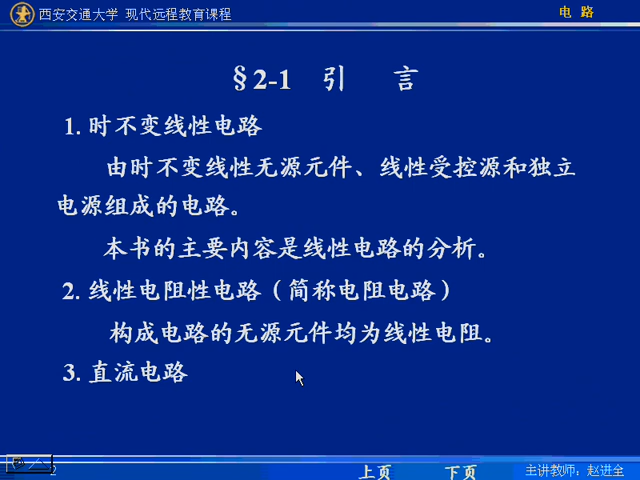 西安交通大学 现代远程教育课程
电 路
§2-1 引 言
1. 时不变线性电路
由时不变线性无源元件、线性受控源和独立
电源组成的电路。
本书的主要内容是线性电路的分析。
2. 线性电阻性电路（简称电阻电路）
构成电路的无源元件均为线性电阻。
3. 直流电路
2
上页
下页
主讲教师：赵进全